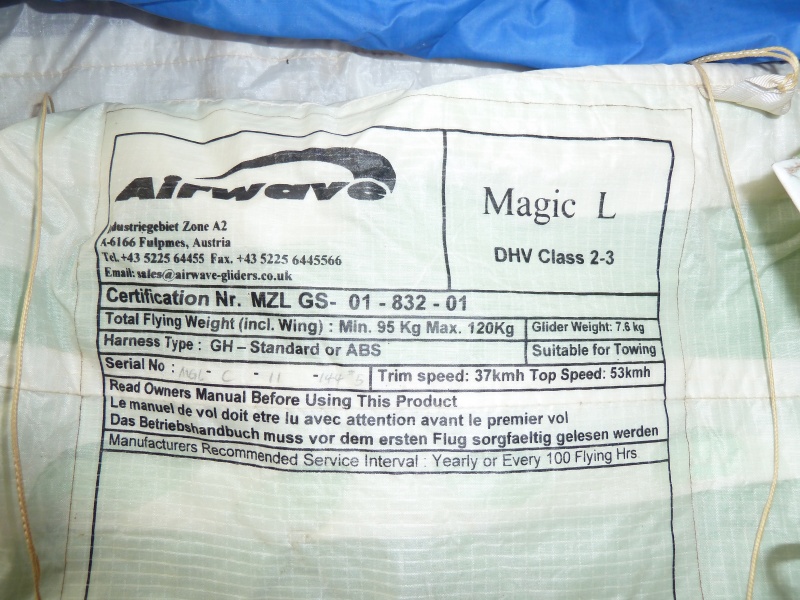 Airwave
Industriegebiet Zone A2
A-6166 Fulpmes, Austria
Tel. +43 5225 64455 Fax. +43 5225 6445566
Email: sales@airwave-gliders.co.uk
Magic L
DHV Class 2-3
Certification Nr. MZL GS- 01 - 832 - 01
Total Flying Weight (incl. Wing) : Min. 95 Kg Max. 120Kg
Glider Weight: 7.6 kg
Harness Type : GH – Standard or ABS
Suitable for Towing
Serial No : - C - 11 -
Trim speed: 37kmh Top Speed: 53kmh
Read Owners Manual Before Using This Product
Le manuel de vol doit etre lu avec attention avant le premier vol
Das Betriebshandbuch muss vor dem ersten Flug sorgfaeltig gelesen werden
Manufacturers Recommended Service Interval : Yearly or Every 100 Flying Hrs